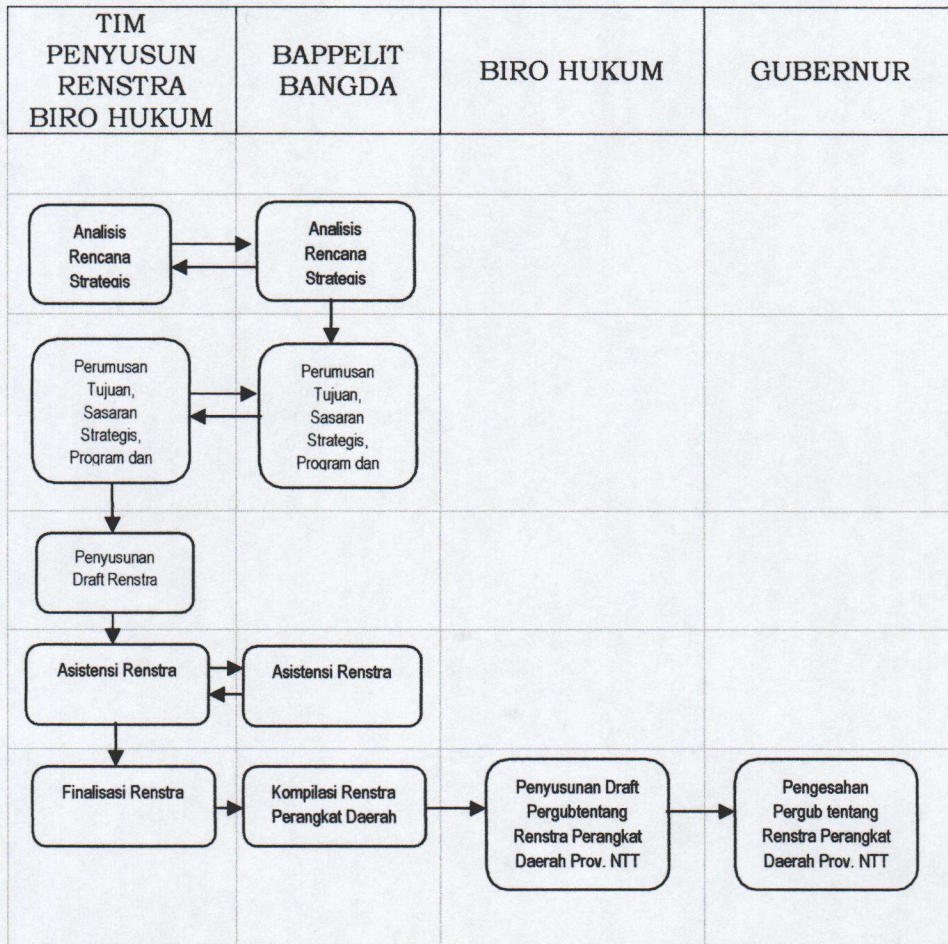 TIM
PENYUSUN
RENSTRA
BIRO HUKUM
BAPPELIT
BANGDA
BIRO HUKUM
GUBERNUR
Analisis
Rencana
Strategis
Analisis
Rencana
Strategis
Perumusan
Tujuan,
Sasaran
Strategis,
Program dan
Perumusan
Tujuan,
Sasaran
Strategis,
Program dan
Penyusunan
Draft Renstra
Asistensi Renstra
Asistensi Renstra
Finalisasi Renstra
Kompilasi Renstra
Perangkat Daerah
Penyusunan Draft
Pergubtentang
Renstra Perangkat
Daerah Prov. NTT
Pengesahan
Pergub tentang
Renstra Perangkat
Daerah Prov. NTT